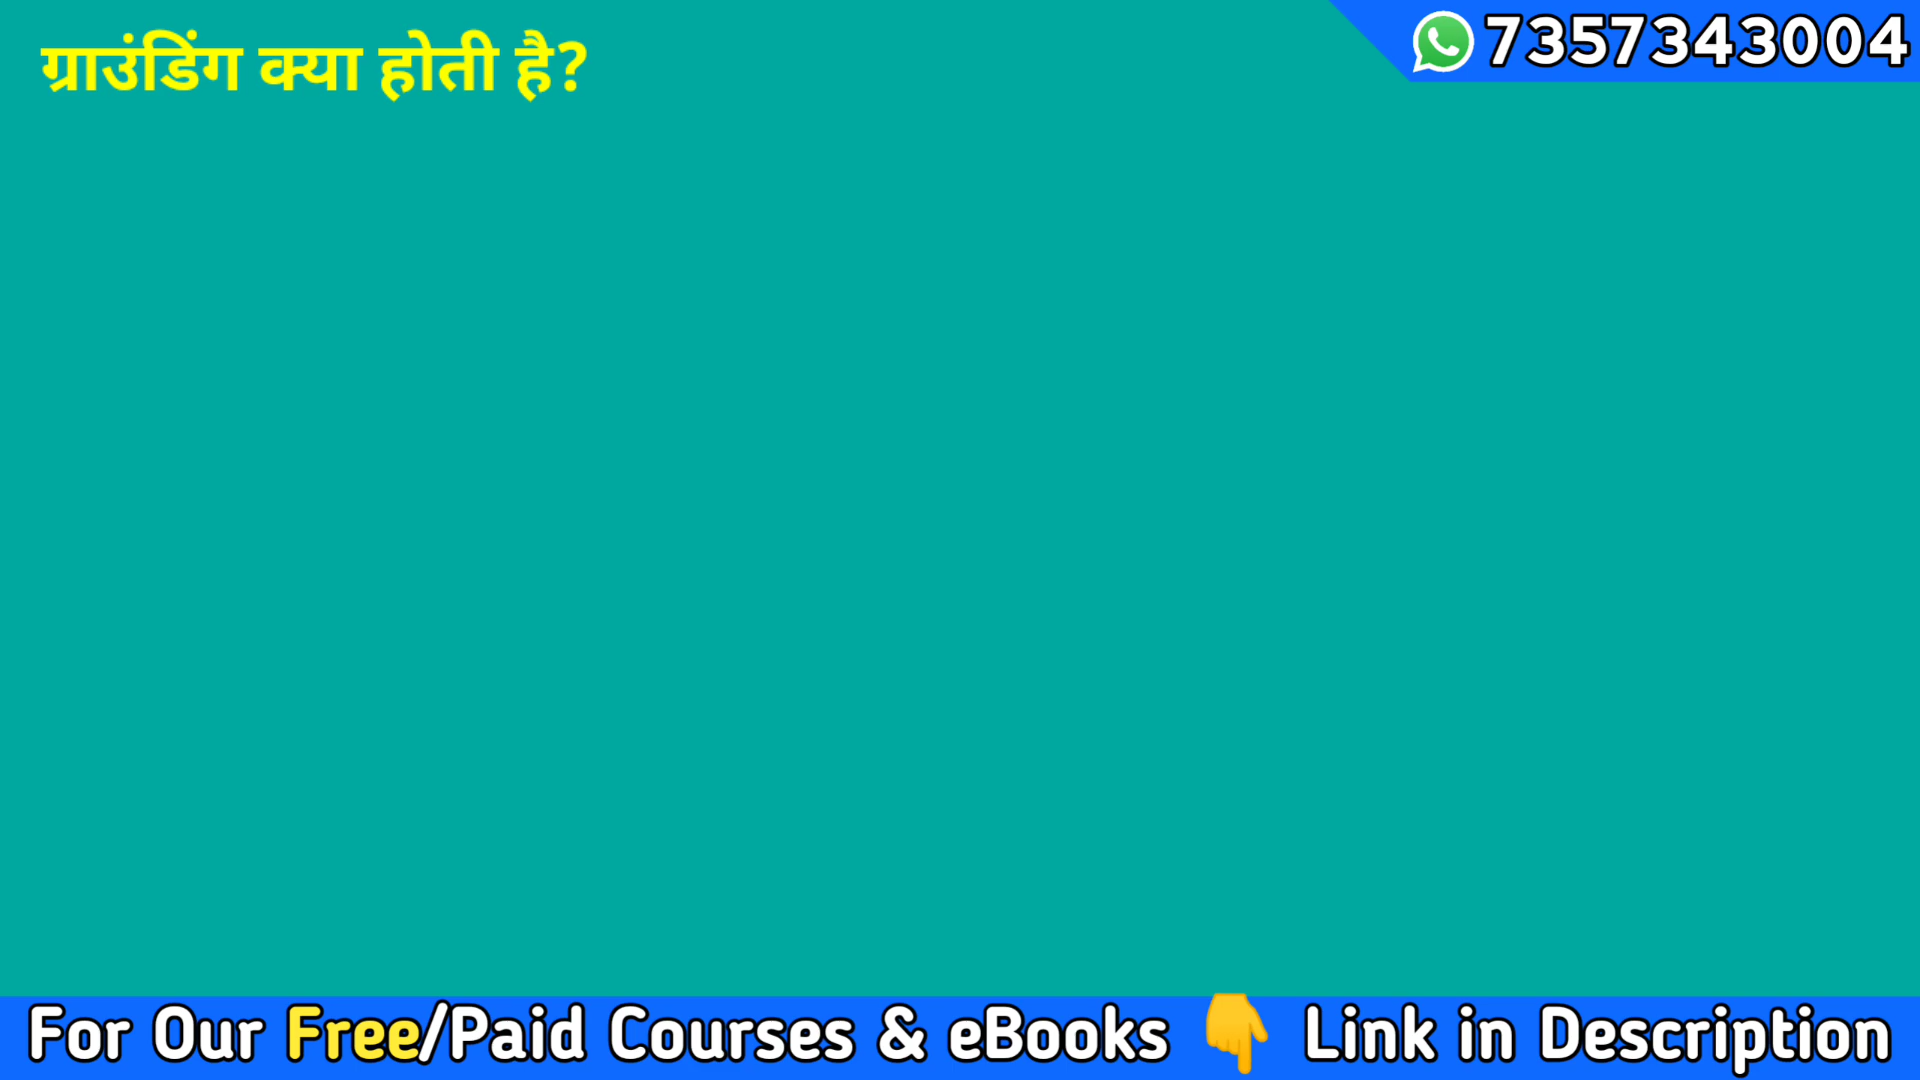 ग्राउंडिंग क्या होती है?
7357343004
For Our Free/Paid Courses & eBooks 👇 Link in Description